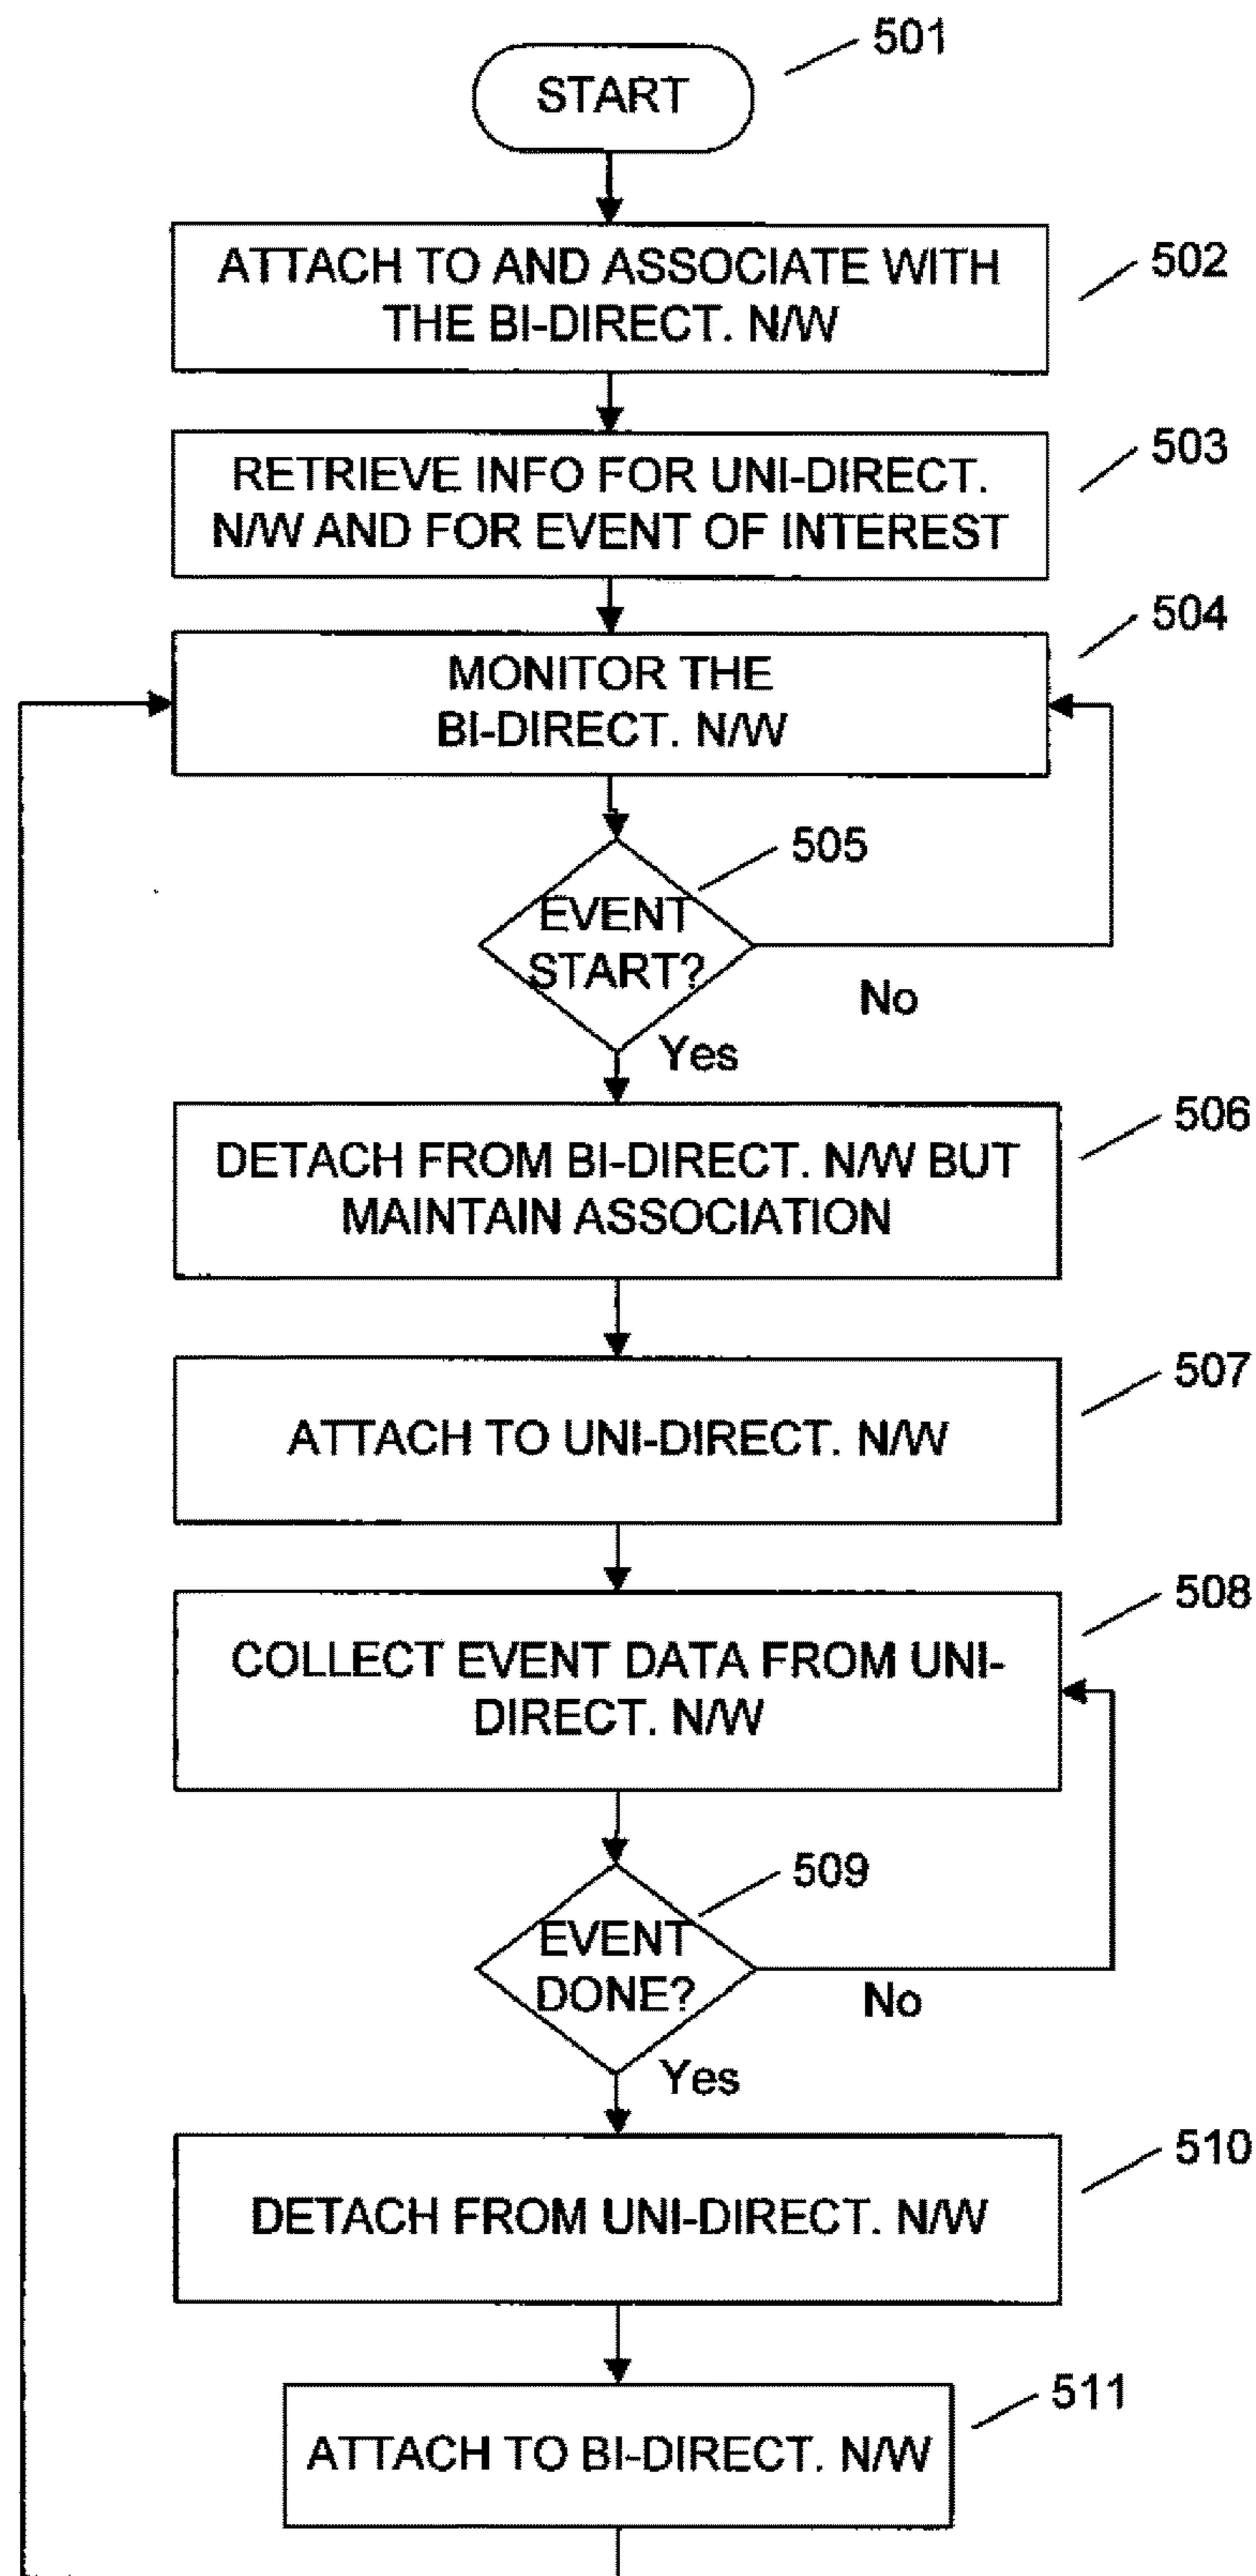 501
START
ATTACH TO AND ASSOCIATE WITH
THE BI-DIRECT. N/W
502
RETRIEVE INFO FOR UNI-DIRECT.
N/W AND FOR EVENT OF INTEREST
503
504
MONITOR THE
BI-DIRECT. N/W
505
EVENT
START?
No
Yes
506
DETACH FROM BI-DIRECT. N/W BUT
MAINTAIN ASSOCIATION
507
ATTACH TO UNI-DIRECT. N/W
508
COLLECT EVENT DATA FROM UNI-
DIRECT. N/W
509
EVENT
DONE?
No
Yes
510
DETACH FROM UNI-DIRECT. N/W
511
ATTACH TO BI-DIRECT. N/W